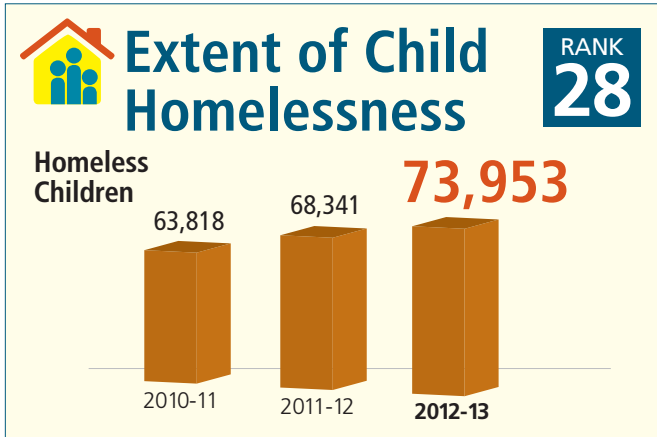 Extent of Child
Homelessness
RANK
28
Homeless
Children
63,818
68,341
73,953
2010-11
2011-12
2012-13